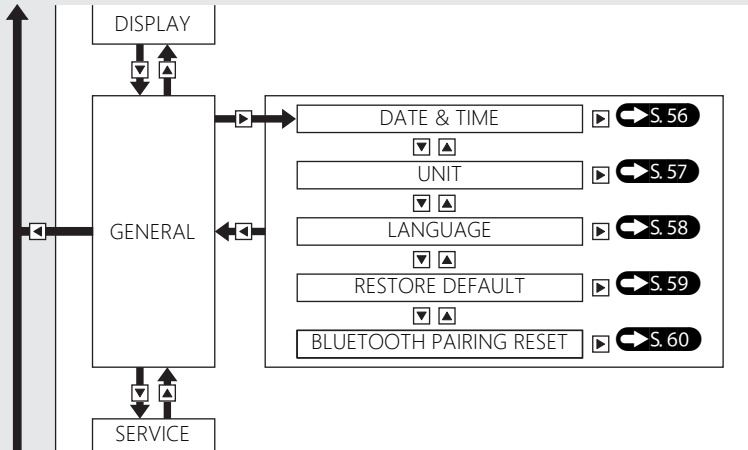 DISPLAY
DATE & TIME S. 56
UNIT S. 57
GENERAL LANGUAGE S. 58
RESTORE DEFAULT S. 59
BLUETOOTH PAIRING RESET S. 60
SERVICE